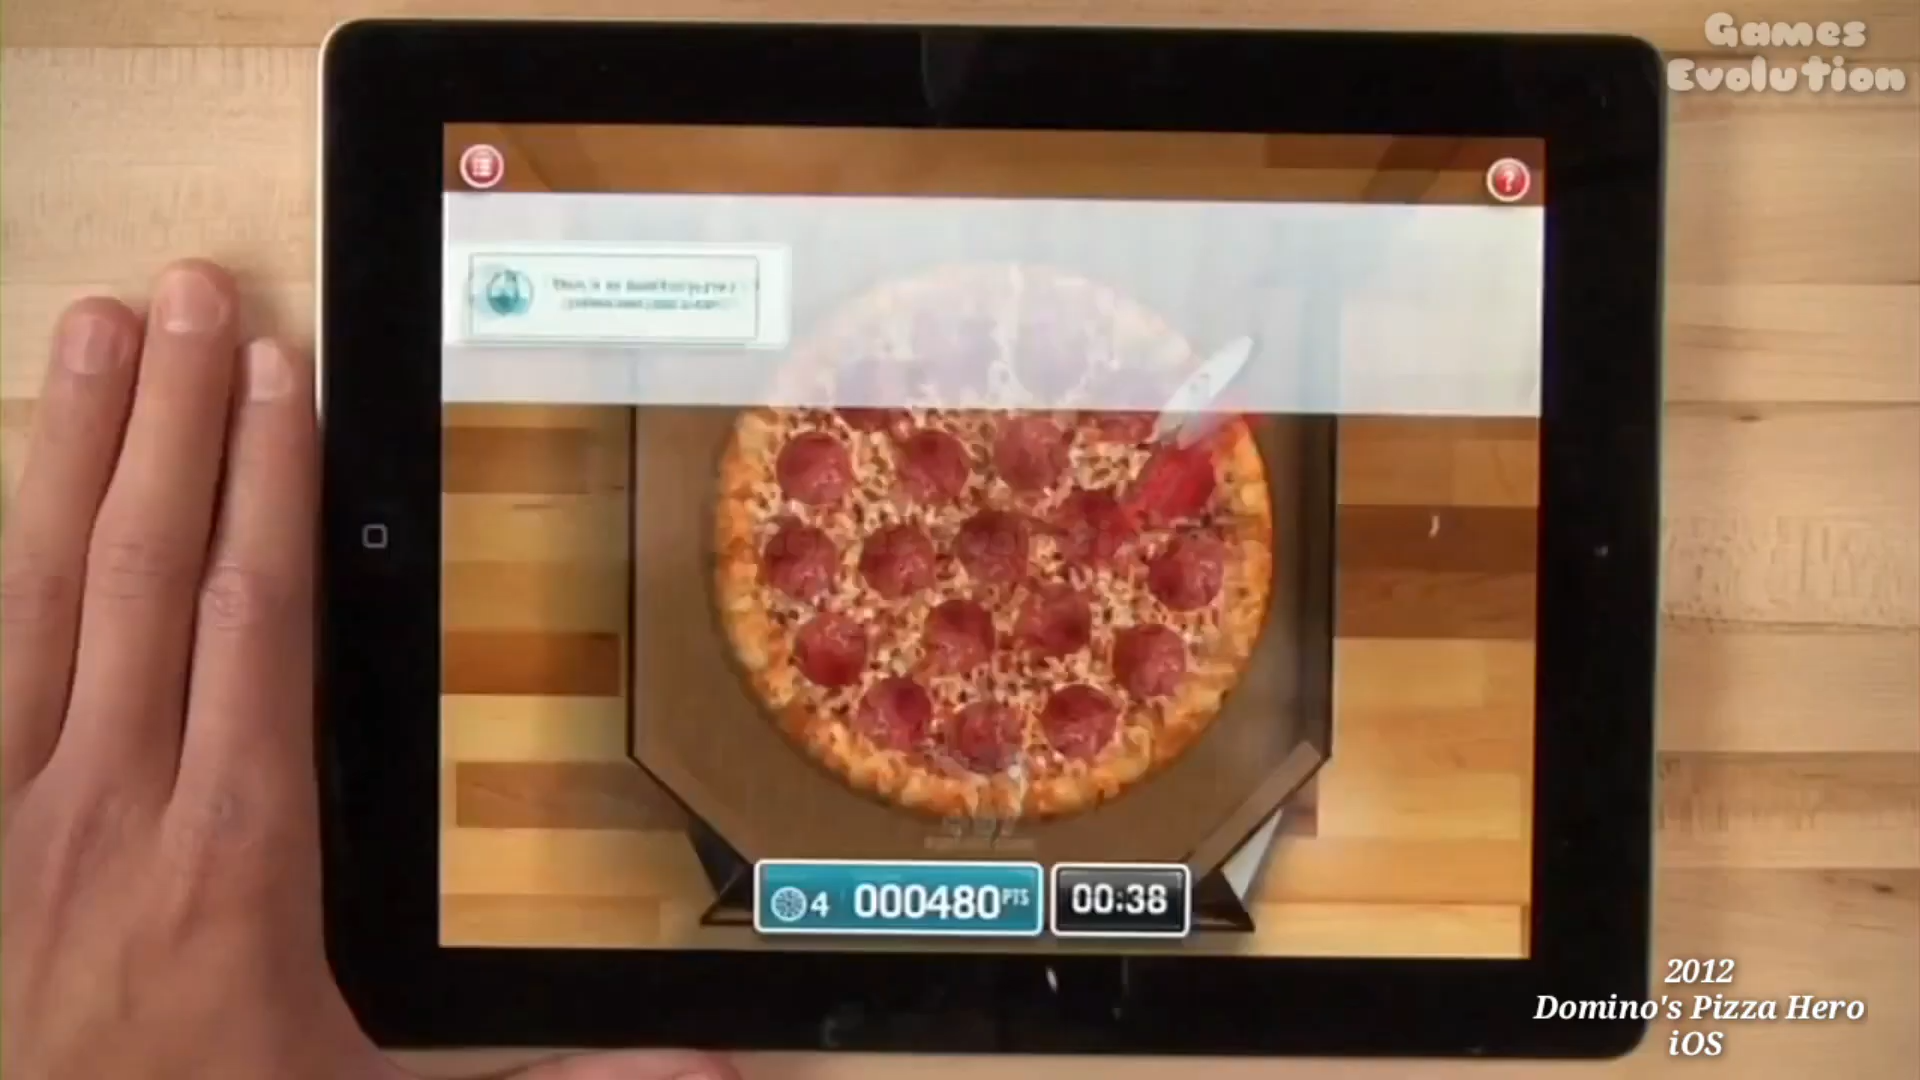 Games
Evolution
?
4 000480 PTS
00:38
2012
Domino's Pizza Hero
iOS